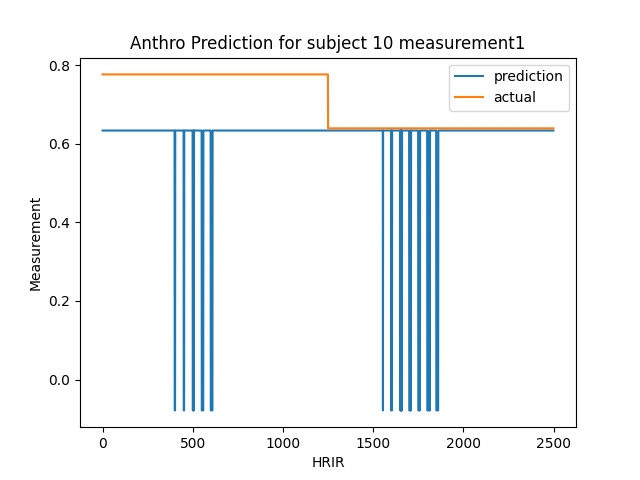 Anthro Prediction for subject 10 measurement1
prediction
actual
0.8
0.6
0.4
0.2
0.0
Measurement
0
500
1000
1500
2000
2500
HRIR